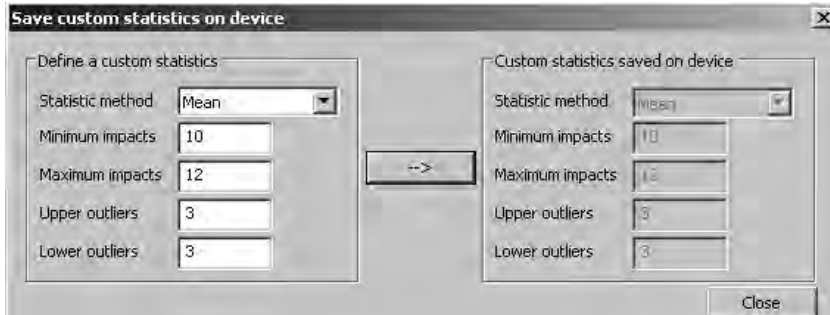 Save custom statistics on device
Define a custom statistics
Statistic method Mean
Minimum impacts 10
Maximum impacts 12
Upper outliers 3
Lower outliers 3
-->
Custom statistics saved on device
Statistic method Mean
Minimum impacts 10
Maximum impacts
Upper outliers 3
Lower outliers 3
Close